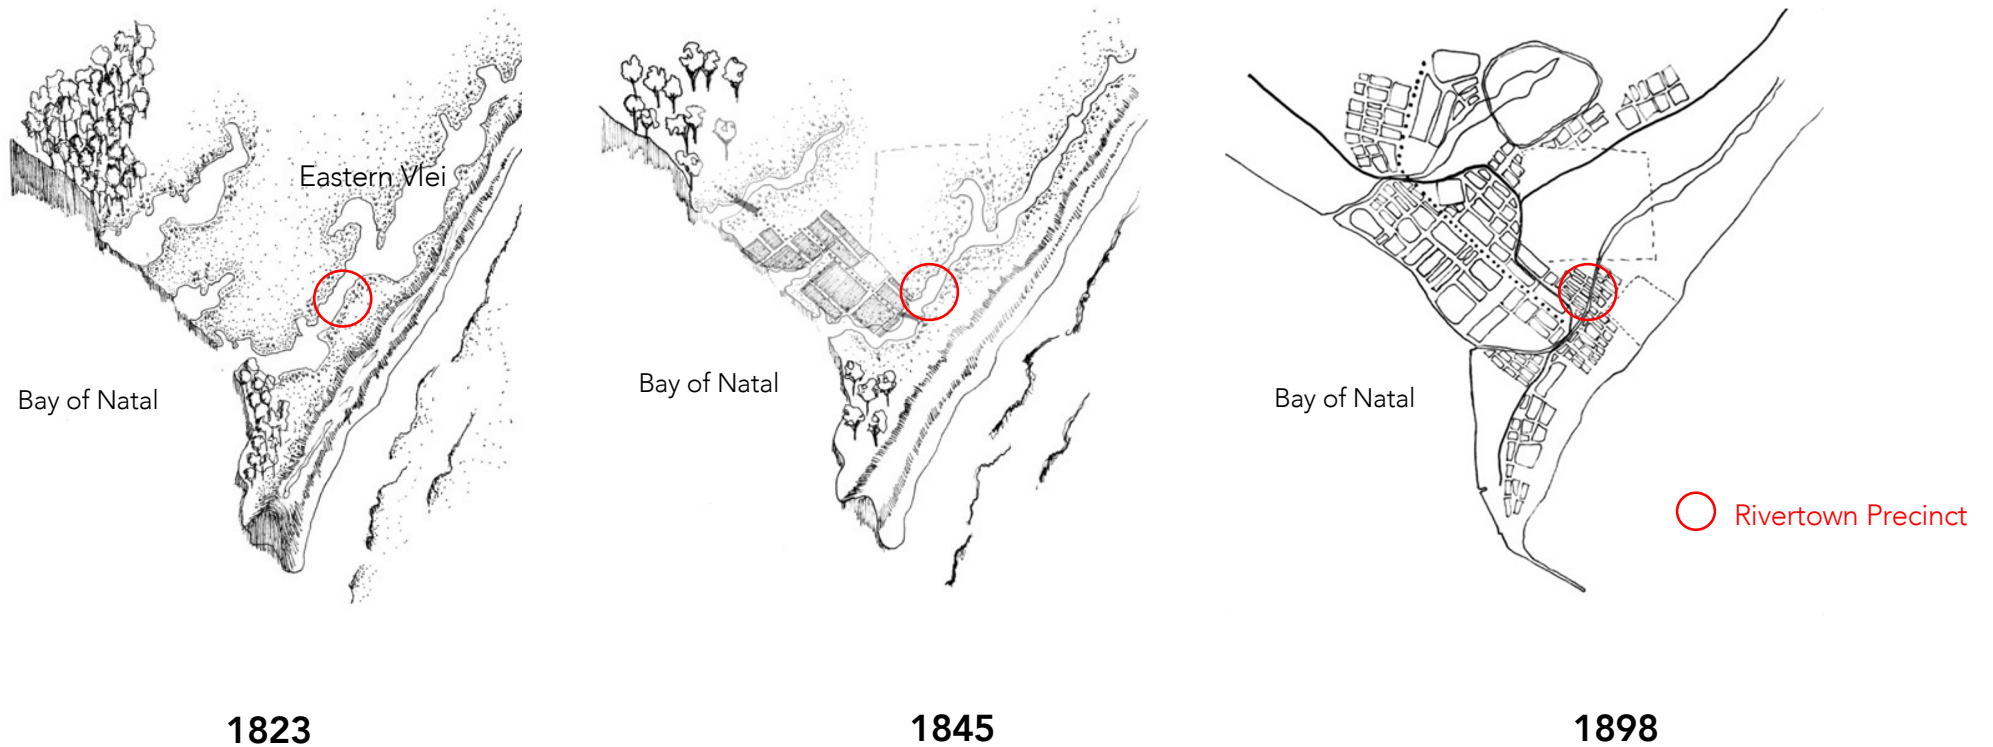 Eastern Vlei
Bay of Natal
Bay of Natal
Bay of Natal
Rivertown Precinct
1823
1845
1898